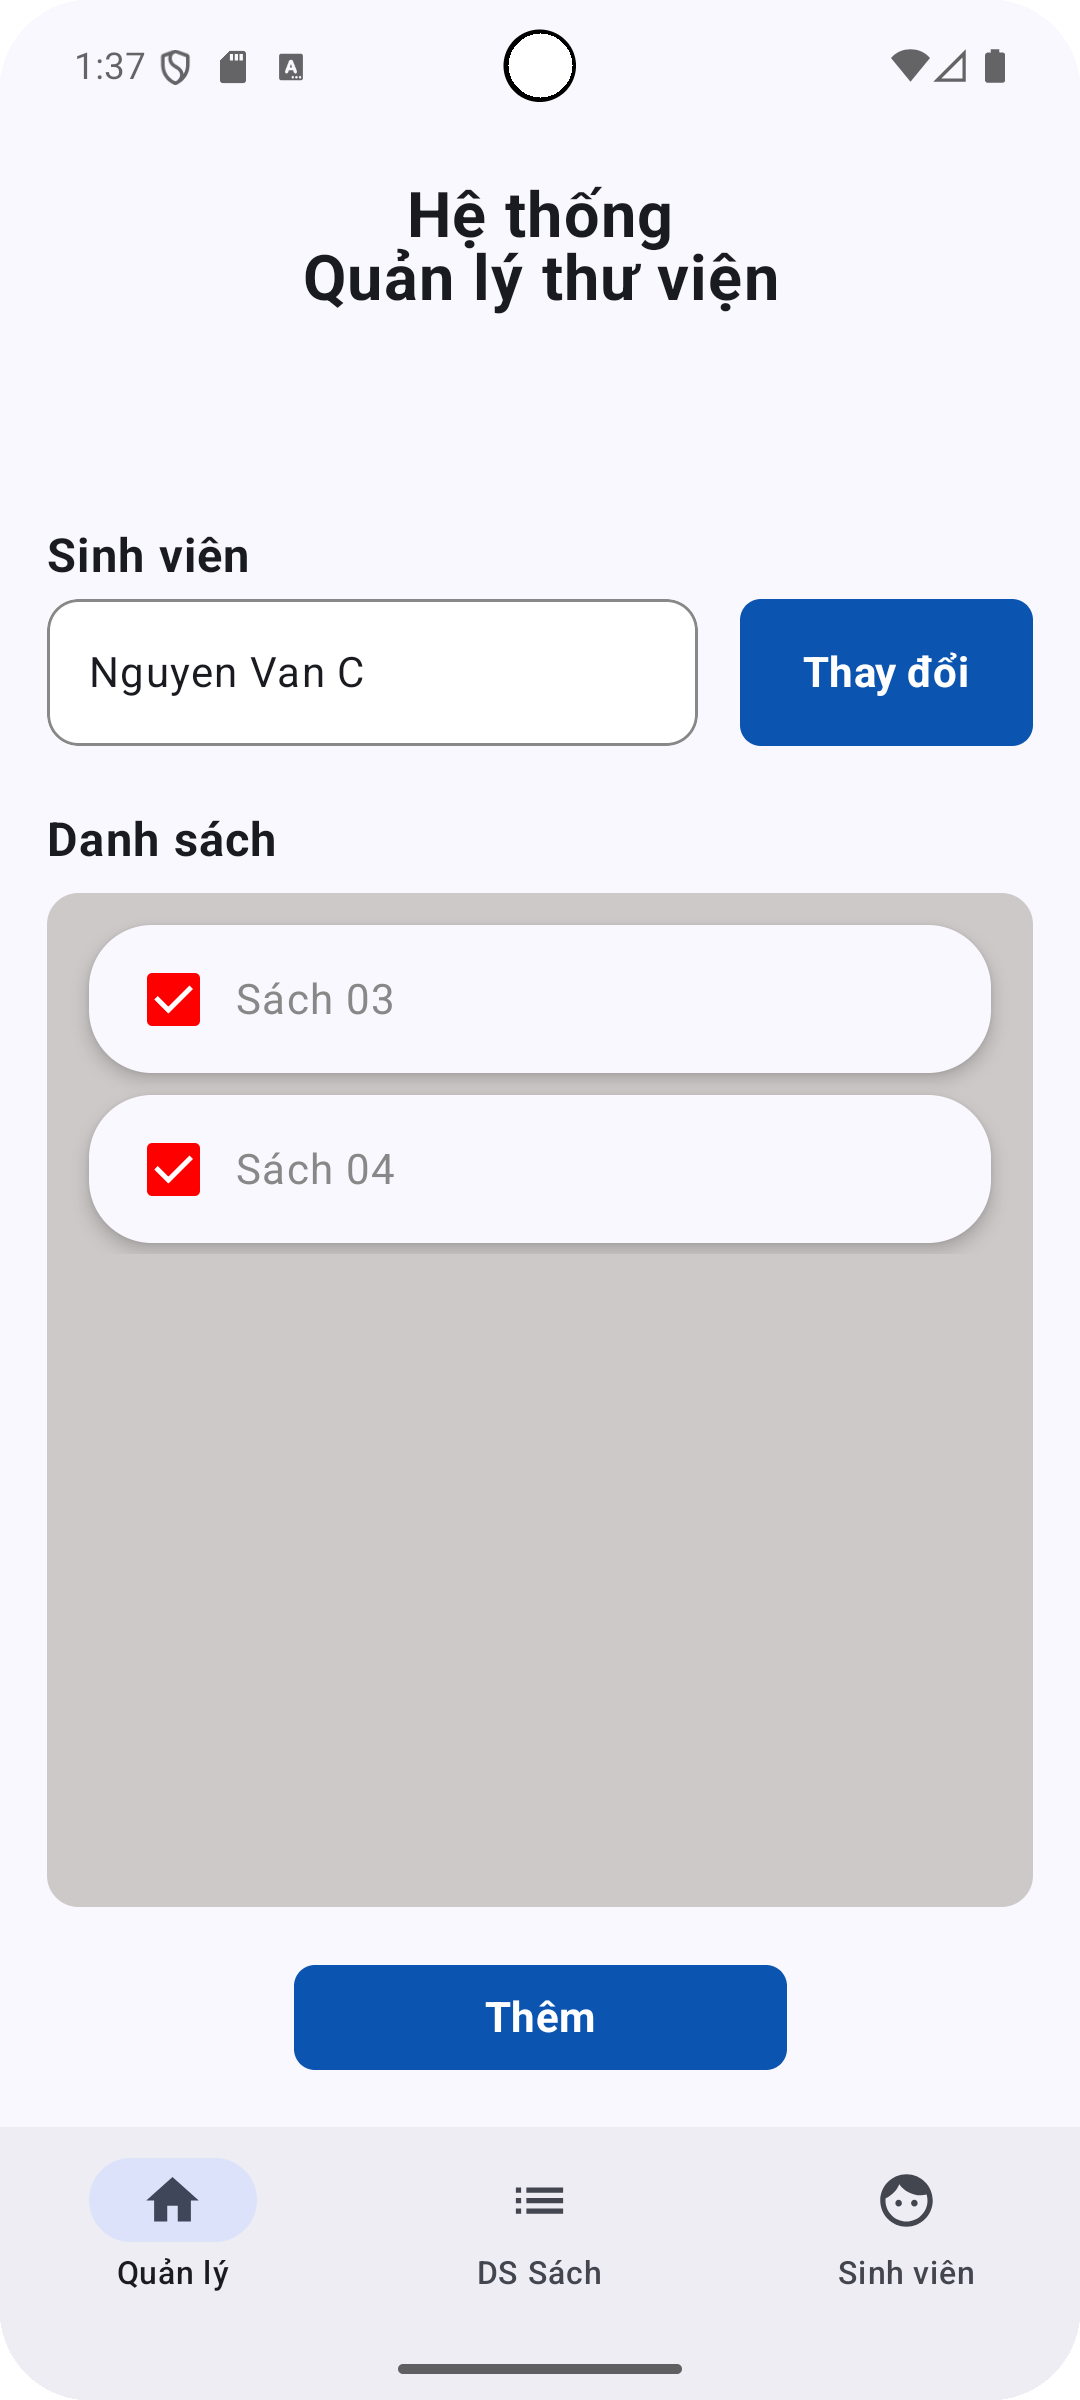 1:37
Hệ thống
Quản lý thư viện
Sinh viên
Nguyen Van C
Thay đổi
Danh sách
Sách 03
Sách 04
Thêm
Quản lý
DS Sách
Sinh viên